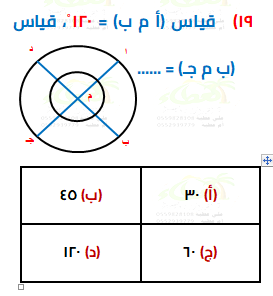 ١٩) قياس (أ م ب) = ١٢٠°، قياس
(ب م جـ) = ......
د
أ
م
جـ
ب
(أ) ٣٠
(ب) ٤٥
(ج) ٦٠
(د) ١٢٠